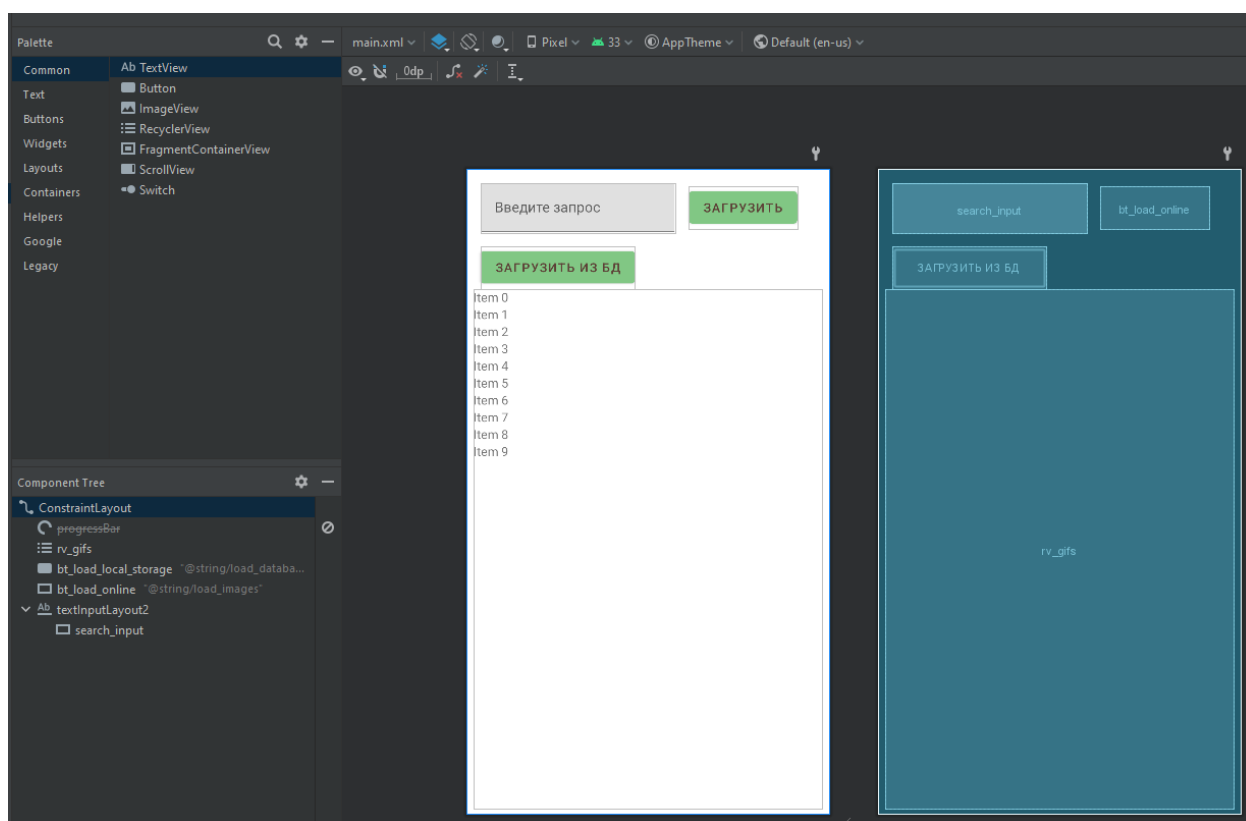 Palette
main.xml
Pixel
33
AppTheme
Default (en-us)
Common
Text
Buttons
Widgets
Layouts
Containers
Helpers
Google
Legacy
Ab TextView
Button
ImageView
RecyclerView
FragmentContainerView
ScrollView
Switch
0dp
Введите запрос
ЗАГРУЗИТЬ
ЗАГРУЗИТЬ ИЗ БД
Item 0
Item 1
Item 2
Item 3
Item 4
Item 5
Item 6
Item 7
Item 8
Item 9
search_input
bt_load_online
ЗАГРУЗИТЬ ИЗ БД
rv_gifs
Component Tree
ConstraintLayout
progressBar
rv_gifs
bt_load_local_storage "@string/load_databa...
bt_load_online "@string/load_images"
Ab textInputLayout2
search_input